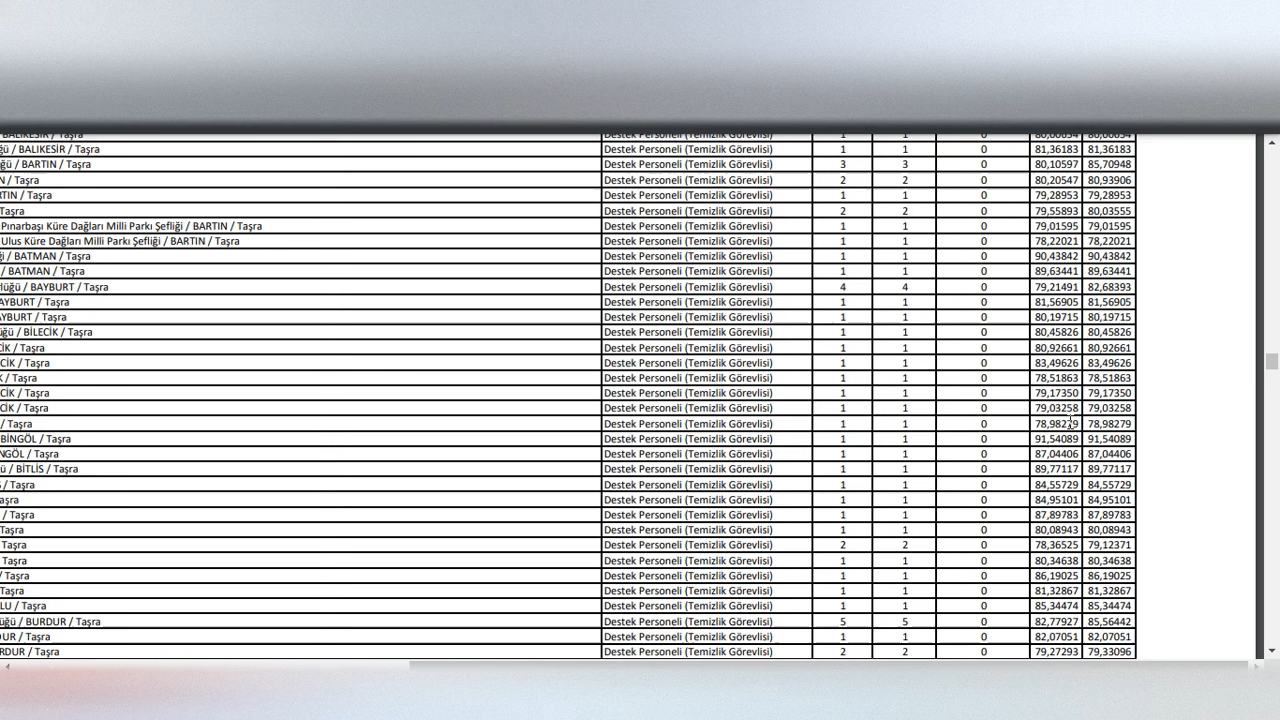 BALIKESİR / Taşra Destek Personeli (Temizlik Görevlisi) 1 1 0 80,00654 80,00654
ğü / BALIKESİR / Taşra Destek Personeli (Temizlik Görevlisi) 1 1 0 81,36183 81,36183
ğü / BARTIN / Taşra Destek Personeli (Temizlik Görevlisi) 3 3 0 80,10597 85,70948
N / Taşra Destek Personeli (Temizlik Görevlisi) 2 2 0 80,20547 80,93906
RTIN / Taşra Destek Personeli (Temizlik Görevlisi) 1 1 0 79,28953 79,28953
Taşra Destek Personeli (Temizlik Görevlisi) 2 2 0 79,55893 80,03555
Pınarbaşı Küre Dağları Milli Parkı Şefliği / BARTIN / Taşra Destek Personeli (Temizlik Görevlisi) 1 1 0 79,01595 79,01595
Ulus Küre Dağları Milli Parkı Şefliği / BARTIN / Taşra Destek Personeli (Temizlik Görevlisi) 1 1 0 78,22021 78,22021
ği / BATMAN / Taşra Destek Personeli (Temizlik Görevlisi) 1 1 0 90,43842 90,43842
/ BATMAN / Taşra Destek Personeli (Temizlik Görevlisi) 1 1 0 89,63441 89,63441
lüğü / BAYBURT / Taşra Destek Personeli (Temizlik Görevlisi) 4 4 0 79,21491 82,68393
AYBURT / Taşra Destek Personeli (Temizlik Görevlisi) 1 1 0 81,56905 81,56905
AYBURT / Taşra Destek Personeli (Temizlik Görevlisi) 1 1 0 80,19715 80,19715
üğü / BİLECİK / Taşra Destek Personeli (Temizlik Görevlisi) 1 1 0 80,45826 80,45826
CİK / Taşra Destek Personeli (Temizlik Görevlisi) 1 1 0 80,92661 80,92661
CİK / Taşra Destek Personeli (Temizlik Görevlisi) 1 1 0 83,49626 83,49626
K / Taşra Destek Personeli (Temizlik Görevlisi) 1 1 0 78,51863 78,51863
CİK / Taşra Destek Personeli (Temizlik Görevlisi) 1 1 0 79,17350 79,17350
CİK / Taşra Destek Personeli (Temizlik Görevlisi) 1 1 0 79,03258 79,03258
/ Taşra Destek Personeli (Temizlik Görevlisi) 1 1 0 78,98279 78,98279
BİNGÖL / Taşra Destek Personeli (Temizlik Görevlisi) 1 1 0 91,54089 91,54089
NGÖL / Taşra Destek Personeli (Temizlik Görevlisi) 1 1 0 87,04406 87,04406
ü / BİTLİS / Taşra Destek Personeli (Temizlik Görevlisi) 1 1 0 89,77117 89,77117
/ Taşra Destek Personeli (Temizlik Görevlisi) 1 1 0 84,55729 84,55729
aşra Destek Personeli (Temizlik Görevlisi) 1 1 0 84,95101 84,95101
/ Taşra Destek Personeli (Temizlik Görevlisi) 1 1 0 87,89783 87,89783
Taşra Destek Personeli (Temizlik Görevlisi) 1 1 0 80,08943 80,08943
Taşra Destek Personeli (Temizlik Görevlisi) 2 2 0 78,36525 79,12371
Taşra Destek Personeli (Temizlik Görevlisi) 1 1 0 80,34638 80,34638
/ Taşra Destek Personeli (Temizlik Görevlisi) 1 1 0 86,19025 86,19025
Taşra Destek Personeli (Temizlik Görevlisi) 1 1 0 81,32867 81,32867
LU / Taşra Destek Personeli (Temizlik Görevlisi) 1 1 0 85,34474 85,34474
üğü / BURDUR / Taşra Destek Personeli (Temizlik Görevlisi) 5 5 0 82,77927 85,56442
DUR / Taşra Destek Personeli (Temizlik Görevlisi) 1 1 0 82,07051 82,07051
RDUR / Taşra Destek Personeli (Temizlik Görevlisi) 2 2 0 79,27293 79,33096